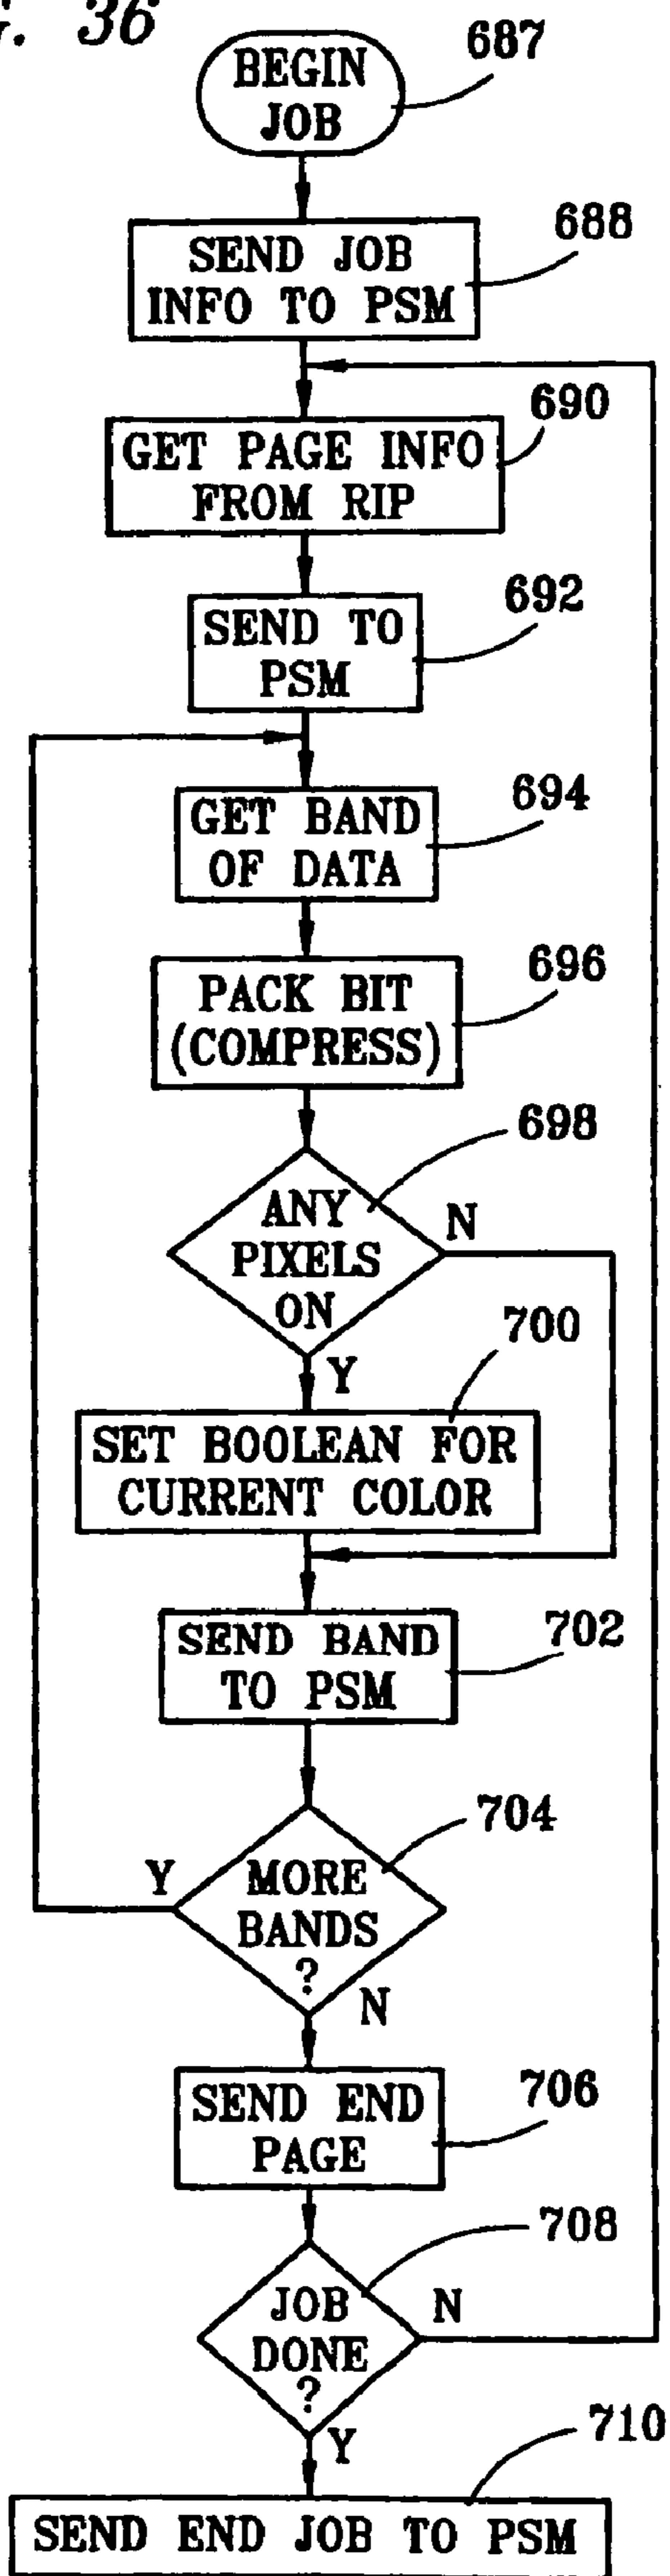 G. 36
BEGIN
JOB
687
SEND JOB
INFO TO PSM
688
GET PAGE INFO
FROM RIP
690
SEND TO
PSM
692
GET BAND
OF DATA
694
PACK BIT
(COMPRESS)
696
ANY
PIXELS
ON
698
N
Y
SET BOOLEAN FOR
CURRENT COLOR
700
SEND BAND
TO PSM
702
MORE
BANDS
?
704
Y
N
SEND END
PAGE
706
JOB
DONE
?
708
N
Y
SEND END JOB TO PSM
710